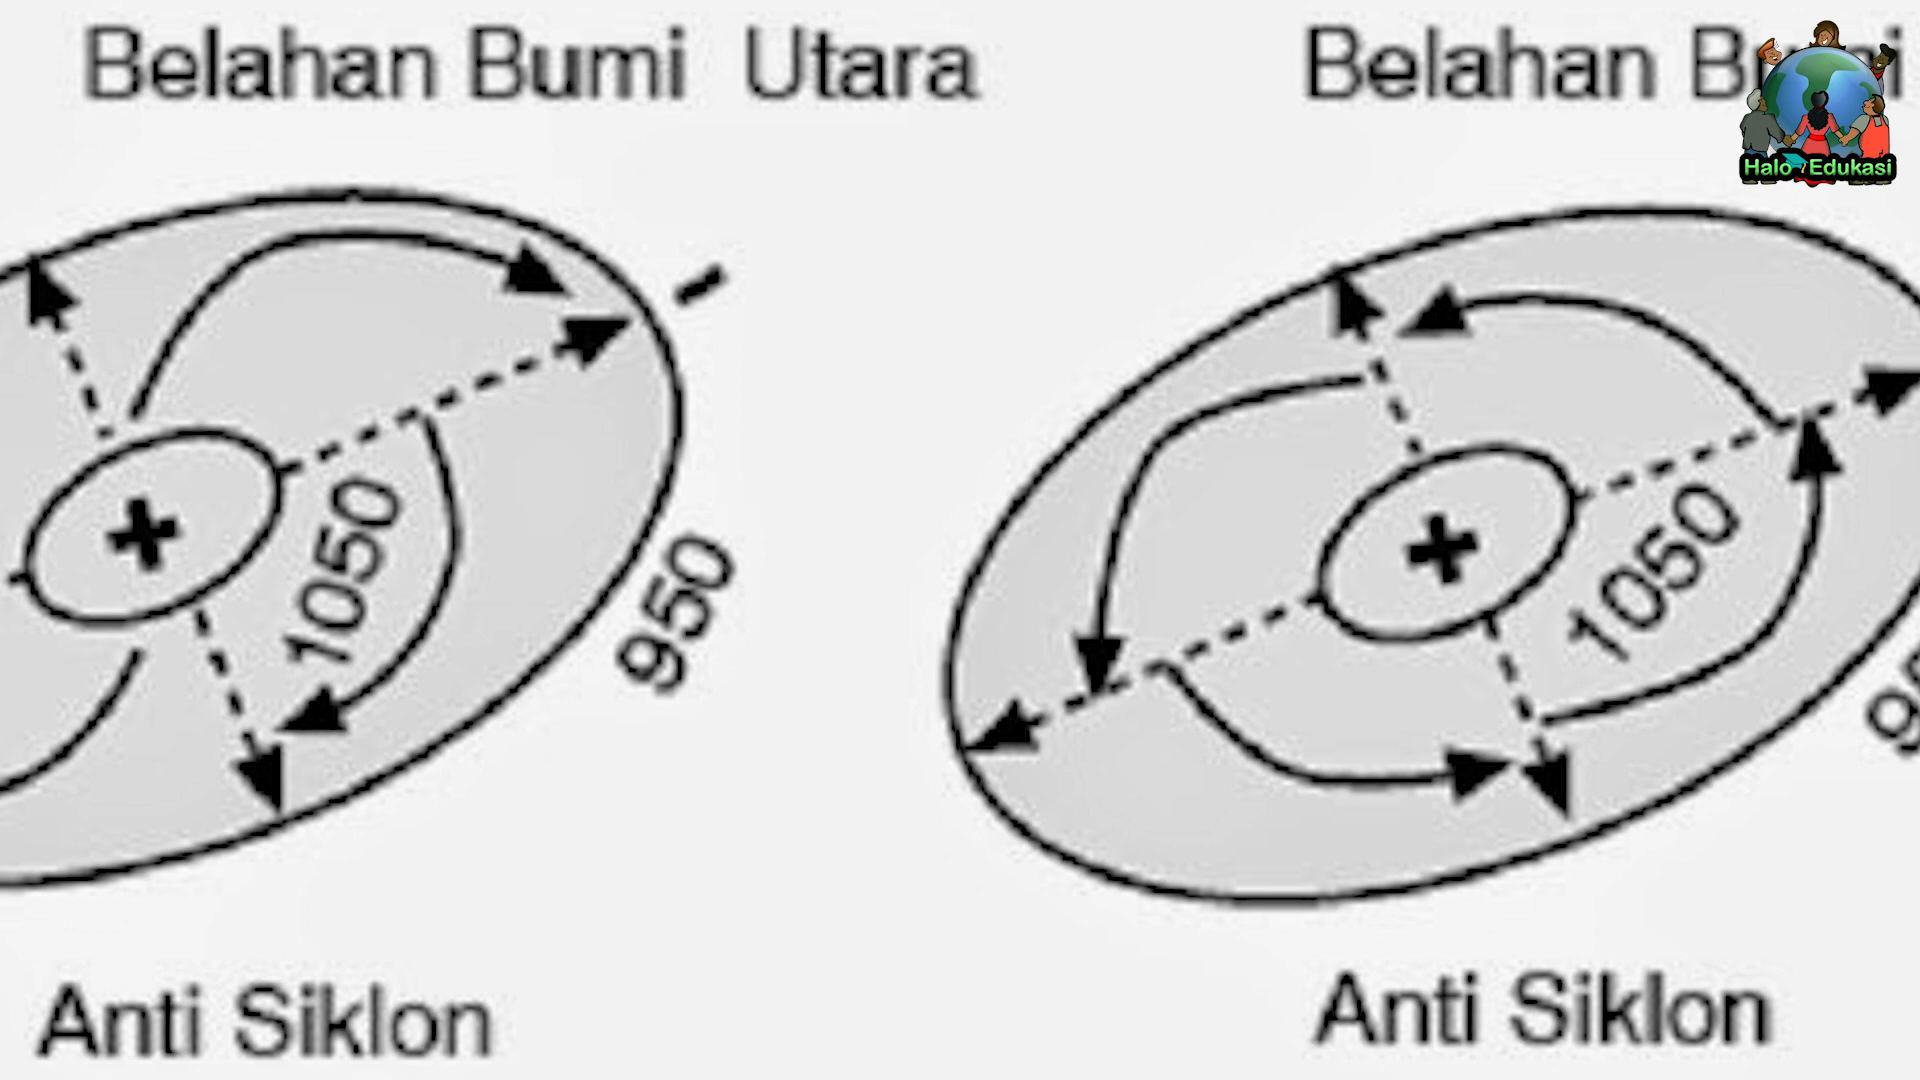 Belahan Bumi Utara
Belahan
Halo Edukasi
1050
950
1050
Anti Siklon
Anti Siklon